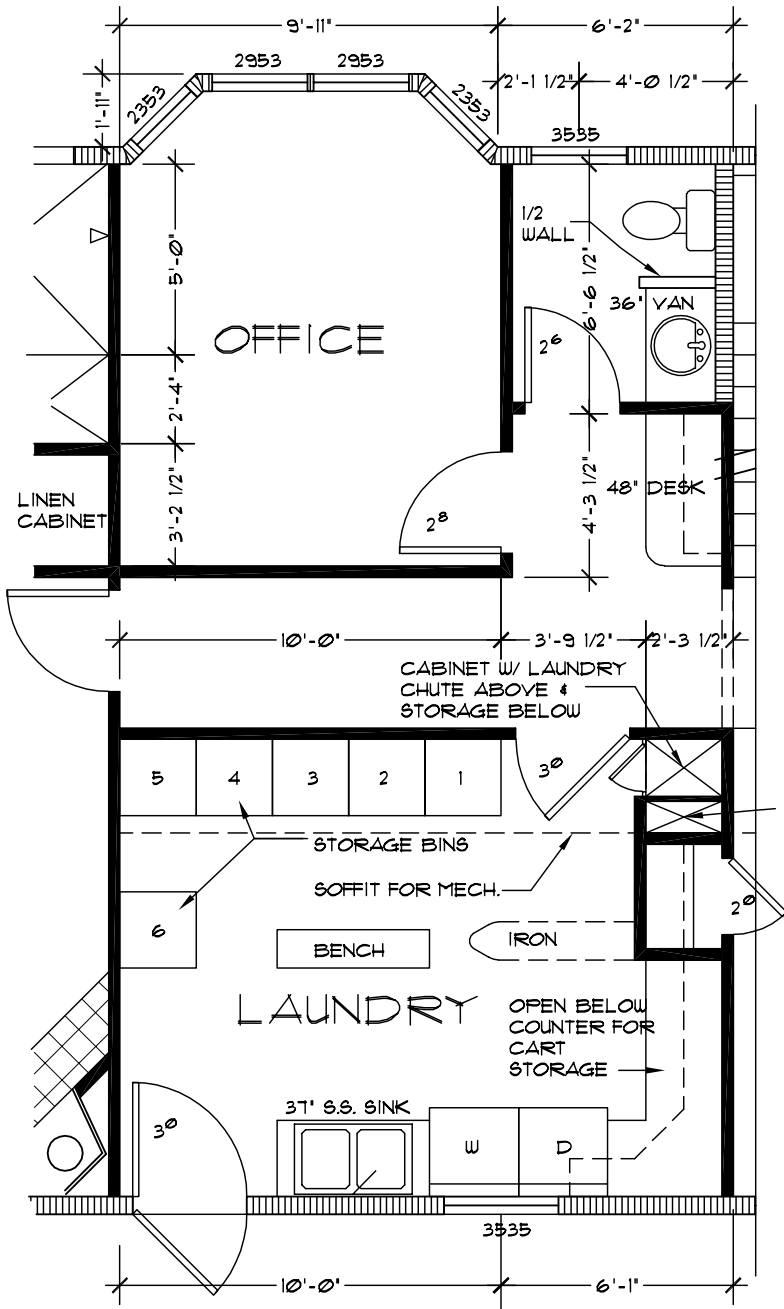 9'-11"
6'-2"
2953
2953
2'-1 1/2"
4'-0 1/2"
1'-11"
2353
2353
3535
1/2
WALL
5'-0"
6'-6 1/2"
36" VAN
OFFICE
2⁶
2'-4"
LINEN
CABINET
3'-2 1/2"
2⁸
4'-3 1/2"
48" DESK
10'-0"
3'-9 1/2"
2'-3 1/2"
CABINET W/ LAUNDRY
CHUTE ABOVE &
STORAGE BELOW
5
4
3
2
1
3⁰
STORAGE BINS
SOFFIT FOR MECH.
6
BENCH
IRON
2⁰
LAUNDRY
OPEN BELOW
COUNTER FOR
CART
STORAGE
3⁰
37" S.S. SINK
W
D
3535
10'-0"
6'-1"